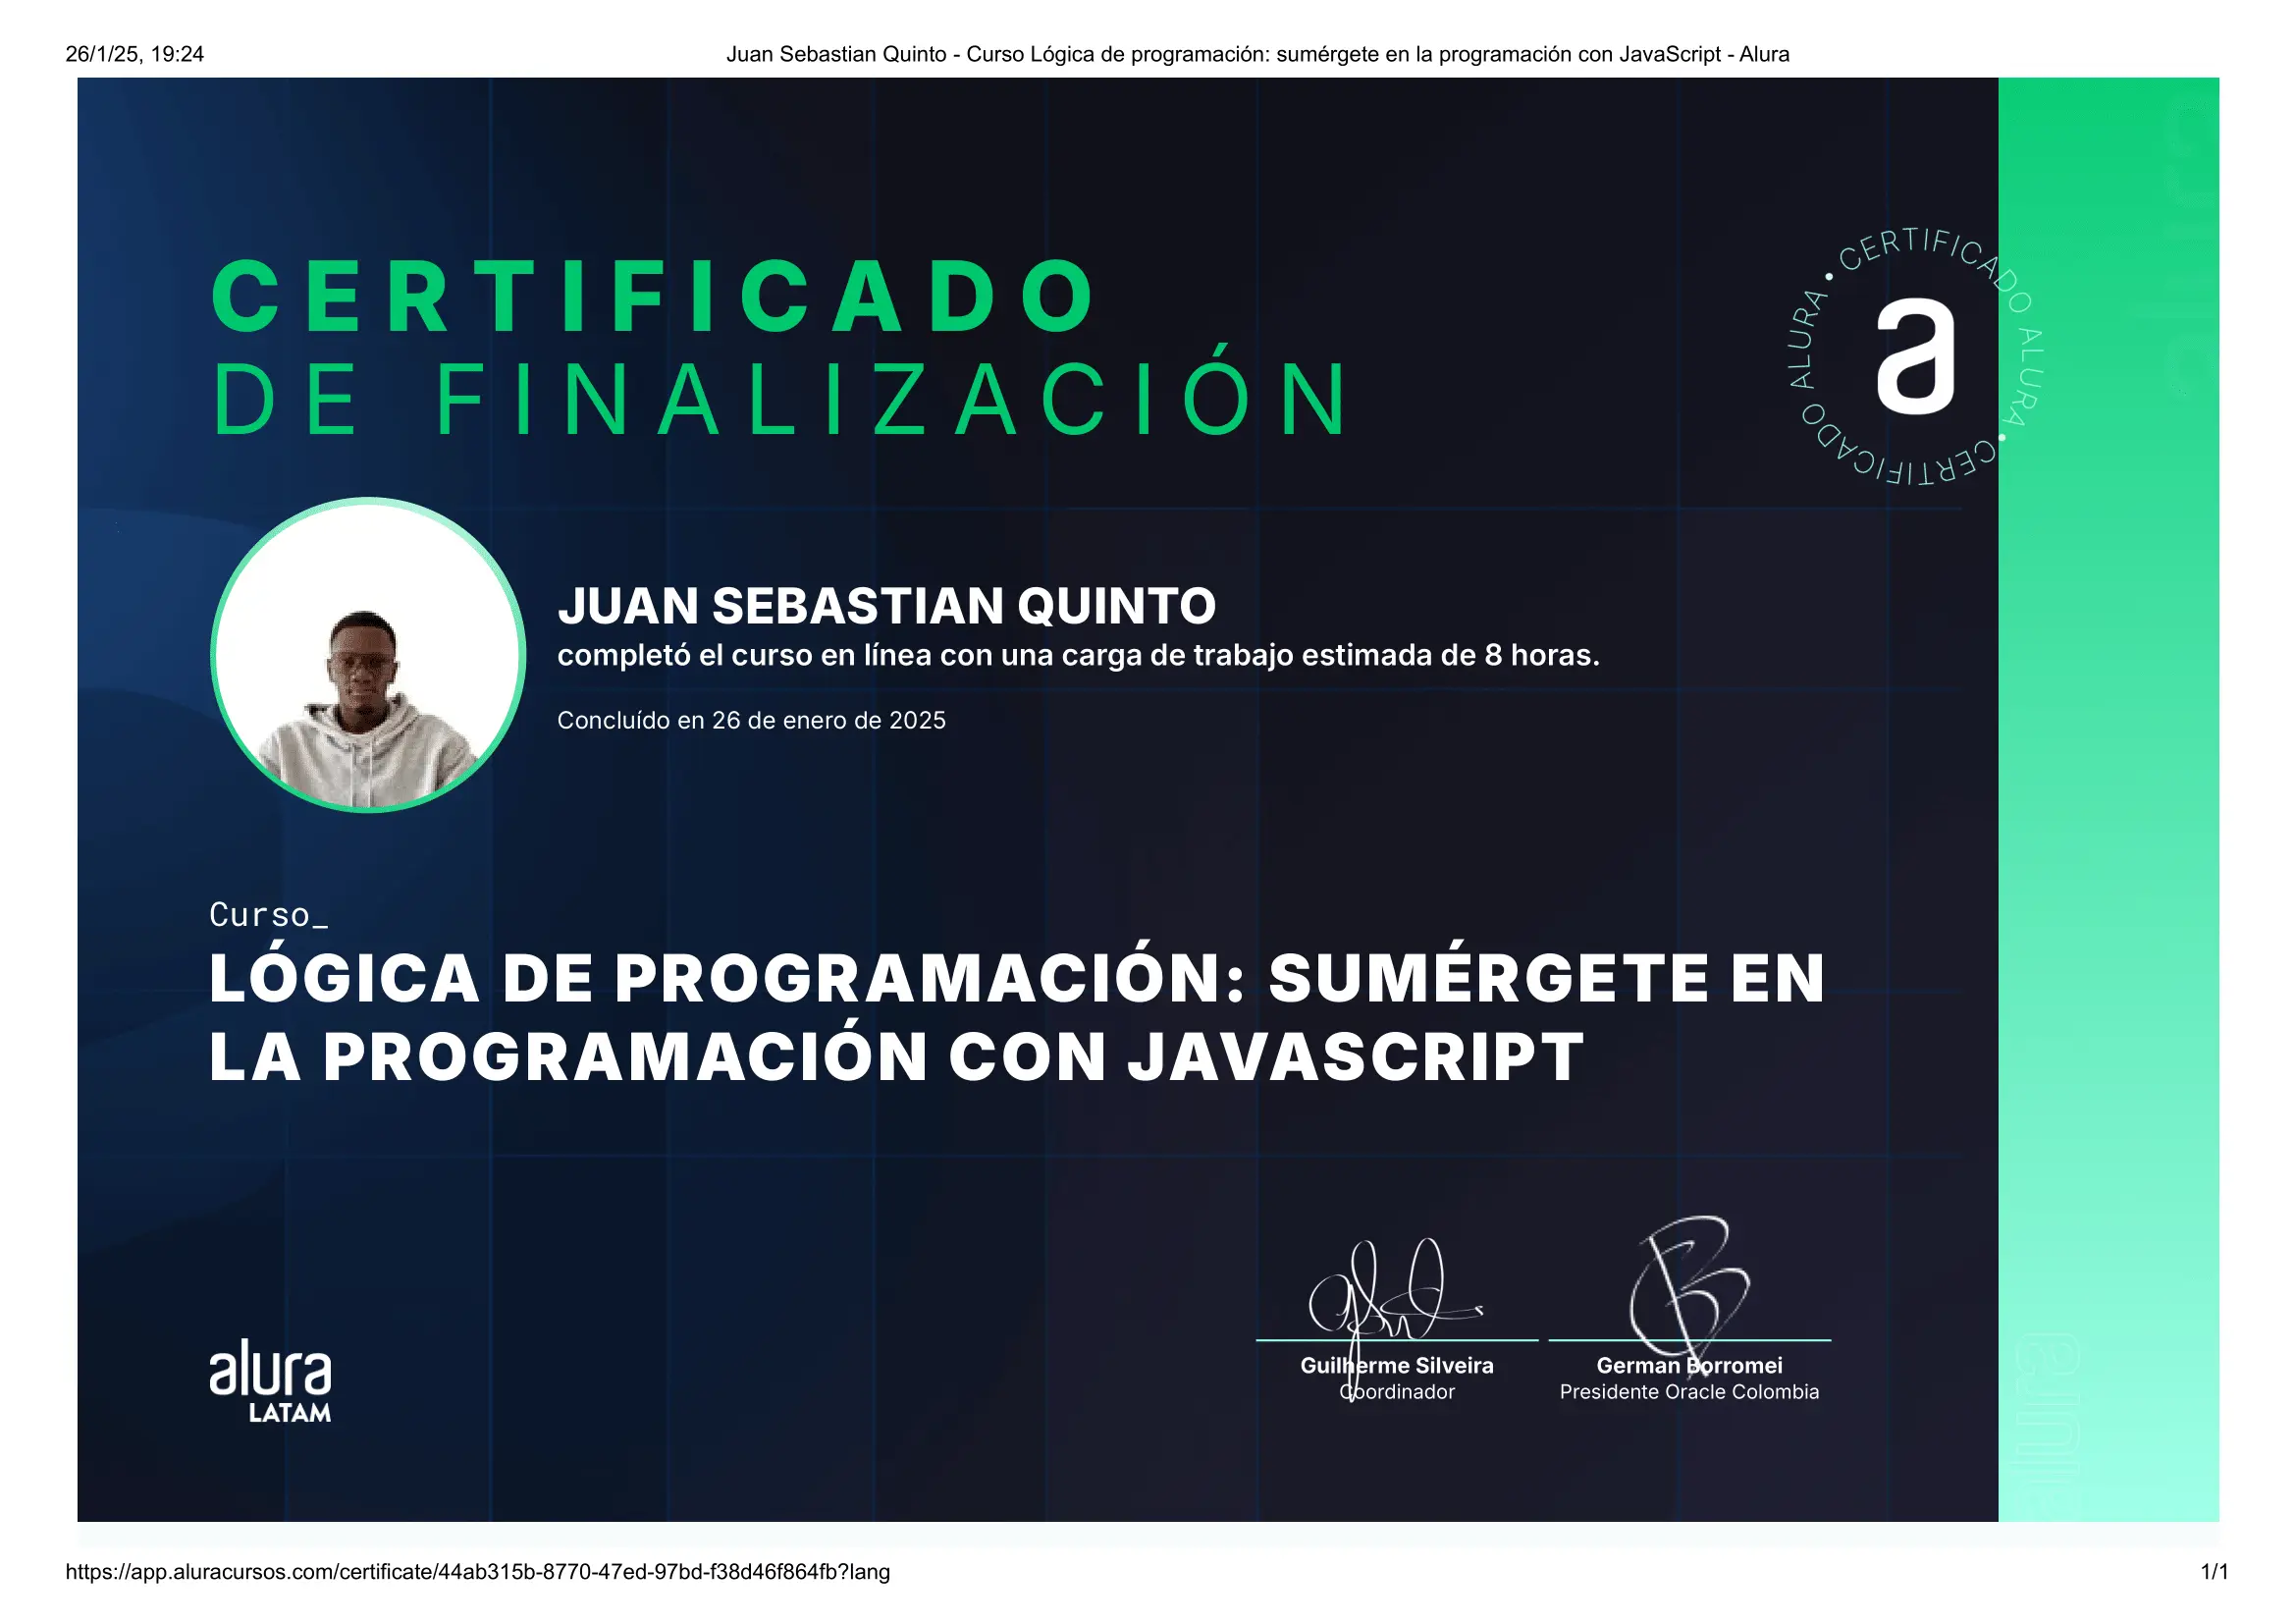 26/1/25, 19:24
Juan Sebastian Quinto - Curso Lógica de programación: sumérgete en la programación con JavaScript - Alura
CERTIFICADO
DE FINALIZACIÓN
CERTIFICADO ALURA • CERTIFICADO ALURA •
a
JUAN SEBASTIAN QUINTO
completó el curso en línea con una carga de trabajo estimada de 8 horas.
Concluído en 26 de enero de 2025
Curso_
LÓGICA DE PROGRAMACIÓN: SUMÉRGETE EN
LA PROGRAMACIÓN CON JAVASCRIPT
alura
LATAM
Guilherme Silveira
Coordinador
German Borromei
Presidente Oracle Colombia
alura
https://app.aluracursos.com/certificate/44ab315b-8770-47ed-97bd-f38d46f864fb?lang
1/1